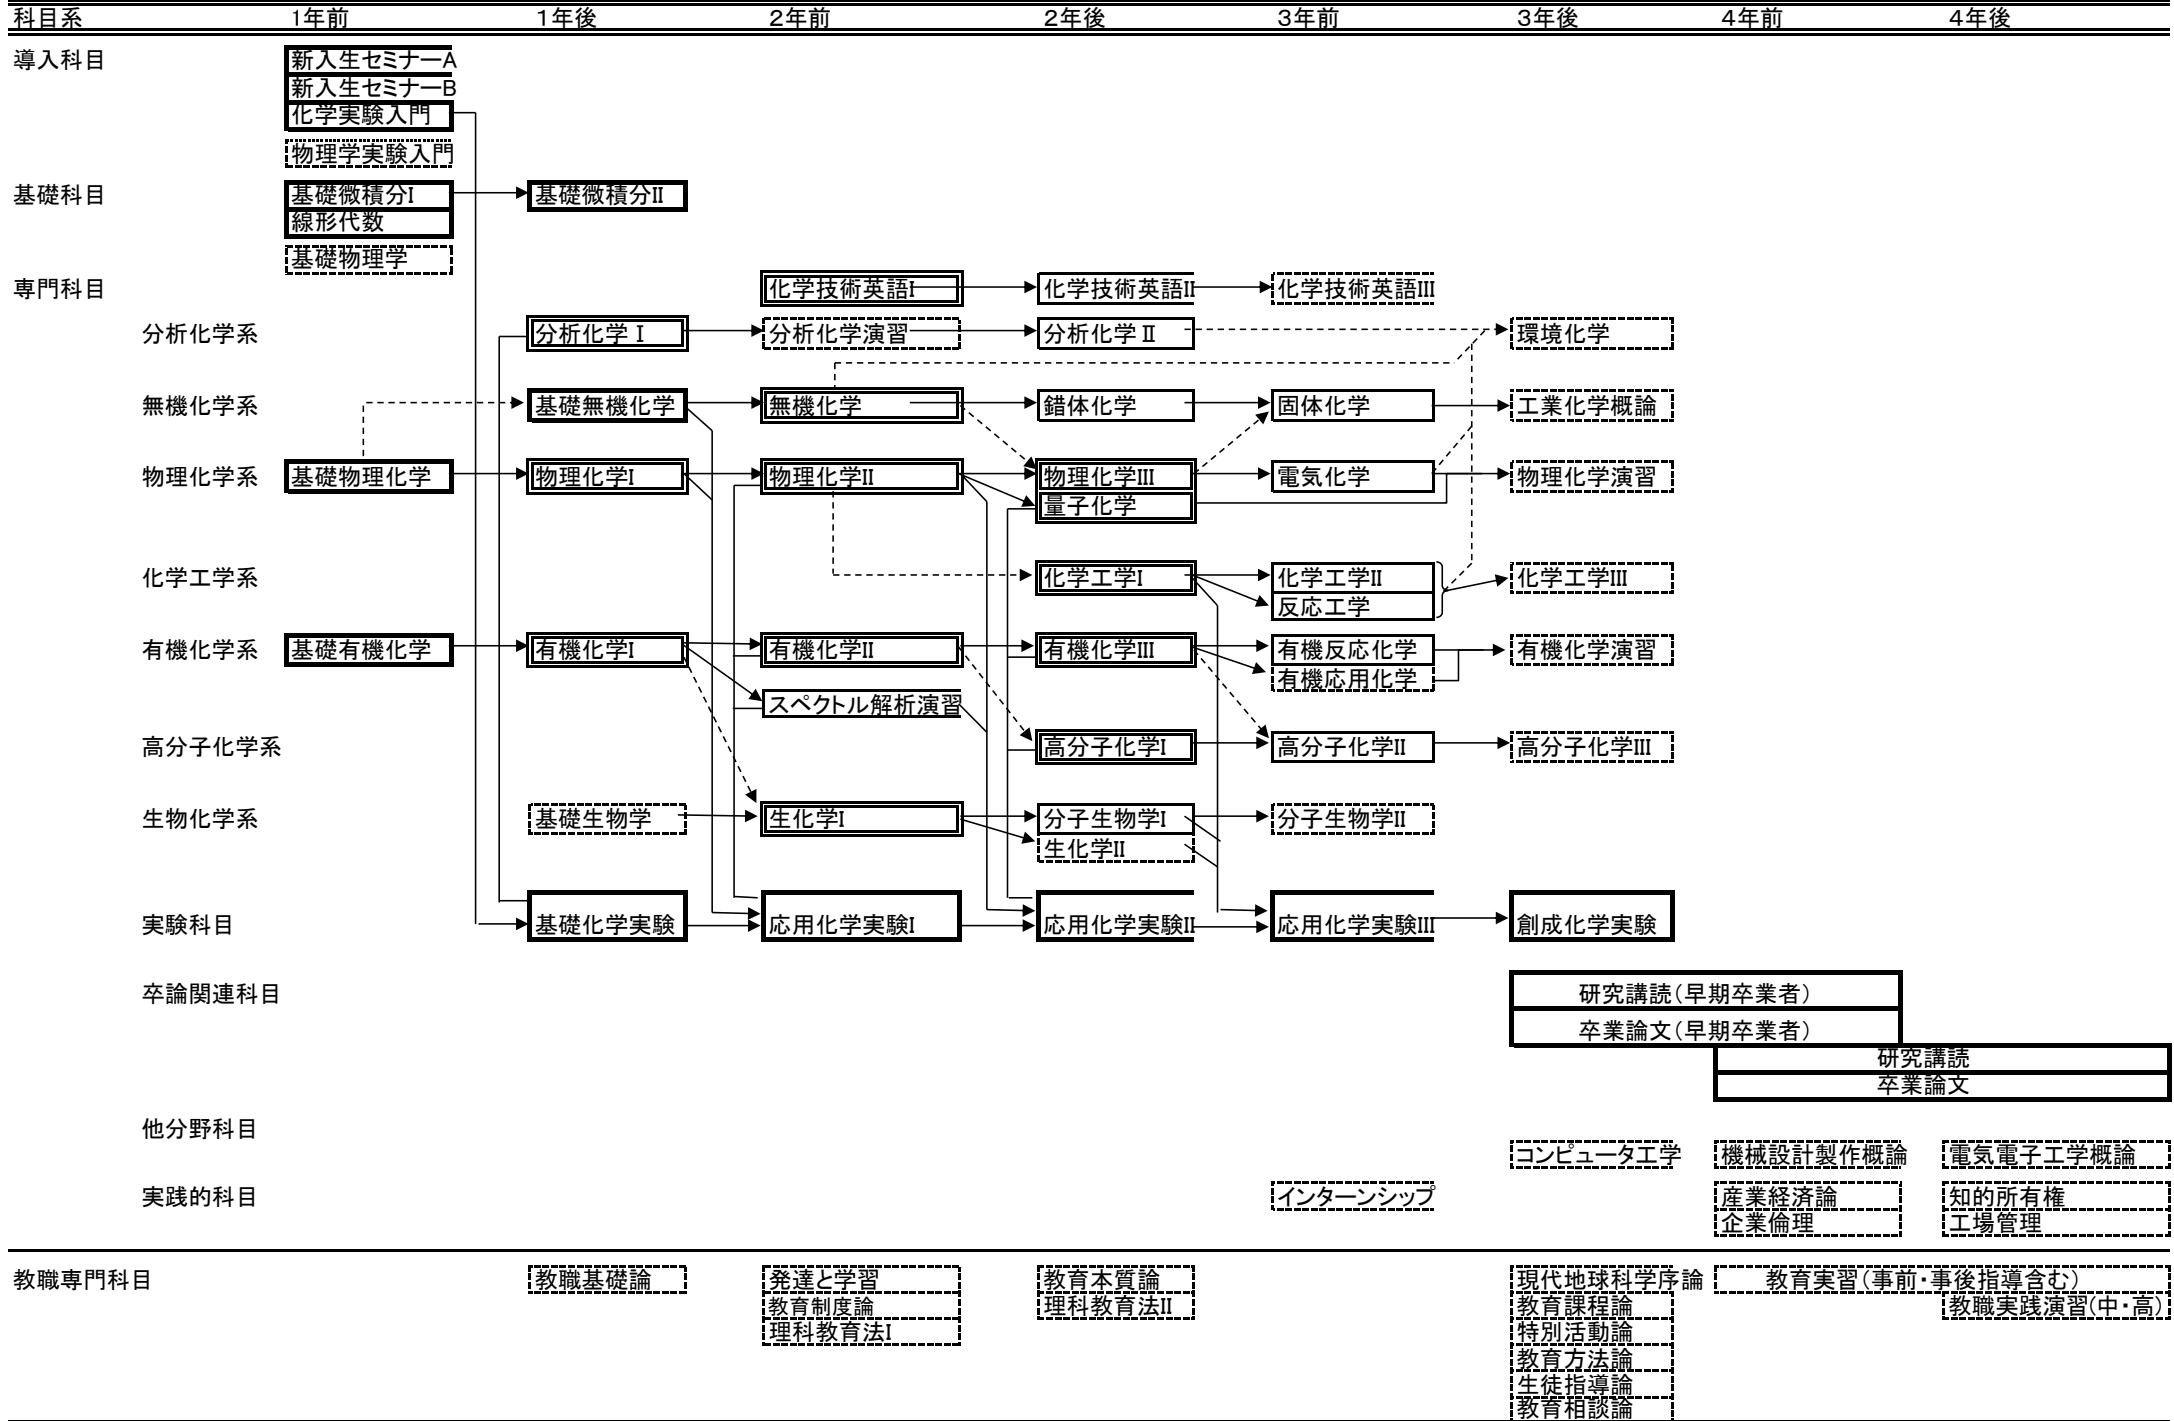 科目系 1年前 1年後 2年前 2年後 3年前 3年後 4年前 4年後
導入科目 新入生セミナーA
新入生セミナーB
化学実験入門
物理学実験入門
基礎科目 基礎微積分I 基礎微積分II
線形代数
基礎物理学
専門科目 化学技術英語I 化学技術英語II 化学技術英語III
分析化学系 分析化学Ⅰ 分析化学演習 分析化学Ⅱ 環境化学
無機化学系 基礎無機化学 無機化学 錯体化学 固体化学 工業化学概論
物理化学系 基礎物理化学 物理化学I 物理化学II 物理化学III 電気化学 物理化学演習
量子化学
化学工学系 化学工学I 化学工学II 化学工学III
反応工学
有機化学系 基礎有機化学 有機化学I 有機化学II 有機化学III 有機反応化学 有機化学演習
有機応用化学
スペクトル解析演習
高分子化学系 高分子化学I 高分子化学II 高分子化学III
生物化学系 基礎生物学 生化学I 分子生物学I 分子生物学II
生化学II
実験科目 基礎化学実験 応用化学実験I 応用化学実験II 応用化学実験III 創成化学実験
卒論関連科目 研究講読(早期卒業者)
卒業論文(早期卒業者)
研究講読
卒業論文
他分野科目
コンピュータ工学 機械設計製作概論 電気電子工学概論
実践的科目 インターンシップ 産業経済論 知的所有権
企業倫理 工場管理
教職専門科目 教職基礎論 発達と学習 教育本質論 現代地球科学序論 教育実習(事前・事後指導含む)
教育制度論 理科教育法II 教育課程論 教職実践演習(中・高)
理科教育法I 特別活動論
教育方法論
生徒指導論
教育相談論